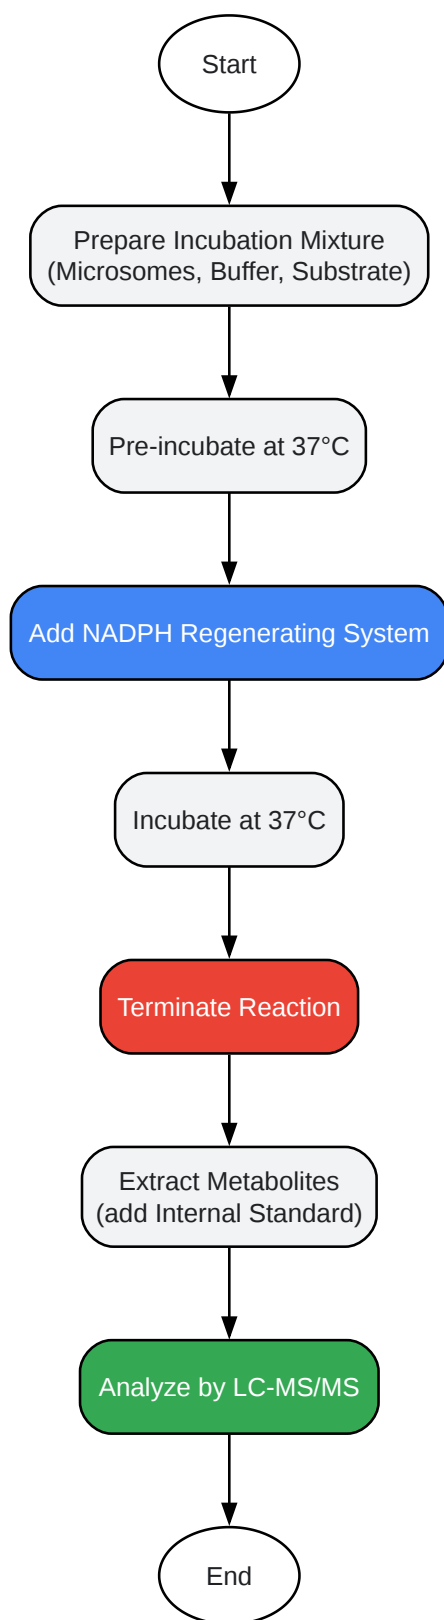 Start
Prepare Incubation Mixture
(Microsomes, Buffer, Substrate)
Pre-incubate at 37°C
Add NADPH Regenerating System
Incubate at 37°C
Terminate Reaction
Extract Metabolites
(add Internal Standard)
Analyze by LC-MS/MS
End